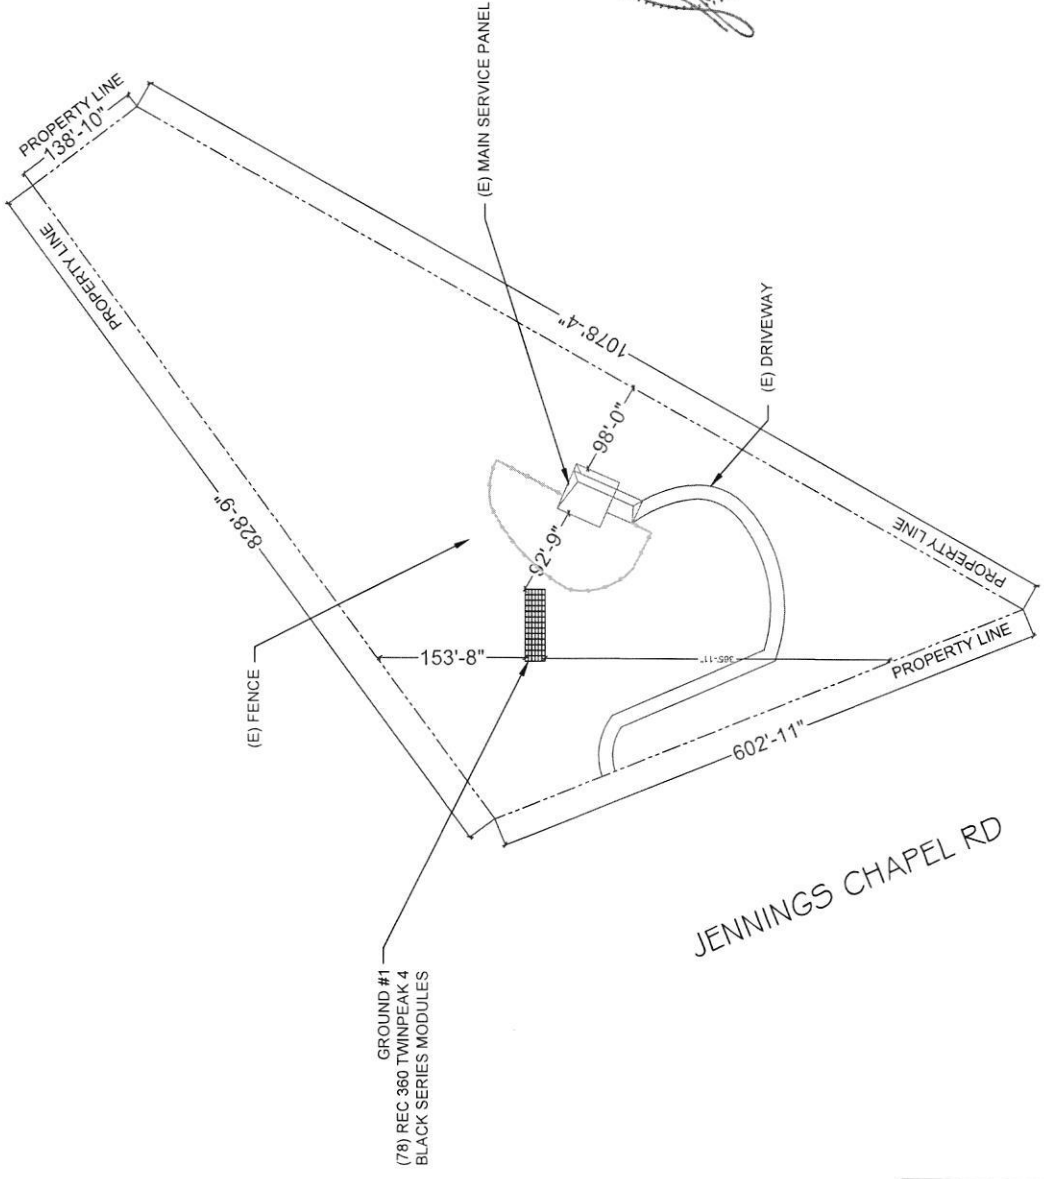 (E) MAIN SERVICE PANEL
PROPERTY LINE
138'-10"
PROPERTY LINE
828'-9"
1078'-4"
(E) DRIVEWAY
98'-0"
92'-9"
(E) FENCE
153'-8"
365'-11"
PROPERTY LINE
PROPERTY LINE
602'-11"
GROUND #1
(78) REC 360 TWINPEAK 4
BLACK SERIES MODULES
JENNINGS CHAPEL RD